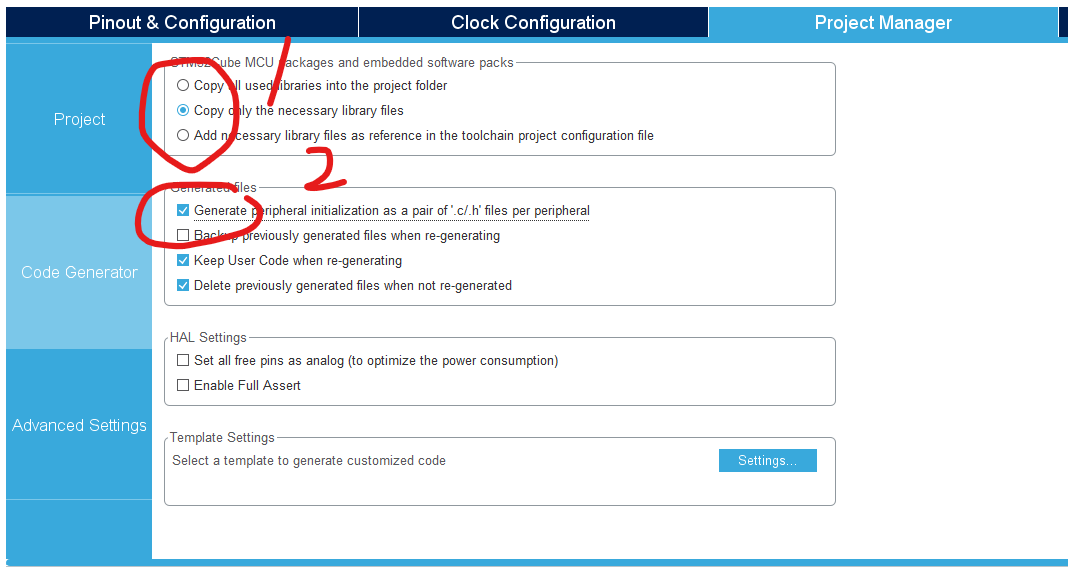 Pinout & Configuration
Clock Configuration
Project Manager
STM32Cube MCU packages and embedded software packs
1
Copy all used libraries into the project folder
Project
Copy only the necessary library files
Add necessary library files as reference in the toolchain project configuration file
2
Generated files
Generate peripheral initialization as a pair of '.c/.h' files per peripheral
Backup previously generated files when re-generating
Keep User Code when re-generating
Code Generator
Delete previously generated files when not re-generated
HAL Settings
Set all free pins as analog (to optimize the power consumption)
Enable Full Assert
Advanced Settings
Template Settings
Select a template to generate customized code
Settings...